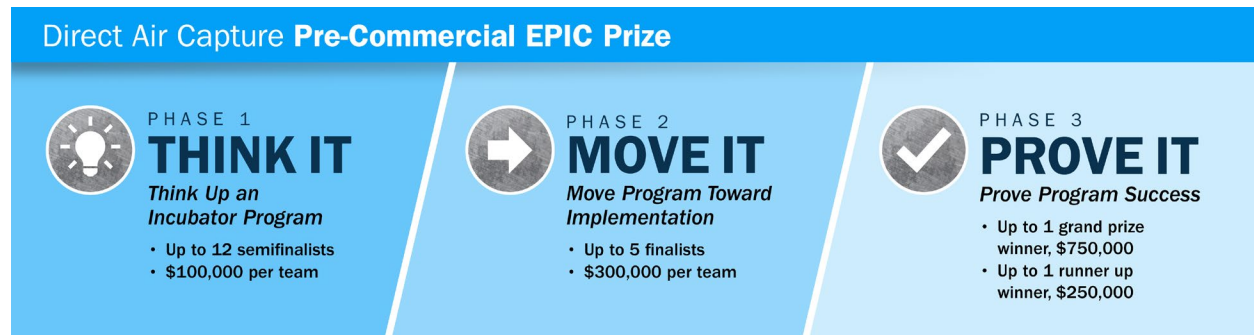 Direct Air Capture Pre-Commercial EPIC Prize
PHASE 1
THINK IT
Think Up an
Incubator Program
• Up to 12 semifinalists
• $100,000 per team
PHASE 2
MOVE IT
Move Program Toward
Implementation
• Up to 5 finalists
• $300,000 per team
PHASE 3
PROVE IT
Prove Program Success
• Up to 1 grand prize
winner, $750,000
• Up to 1 runner up
winner, $250,000